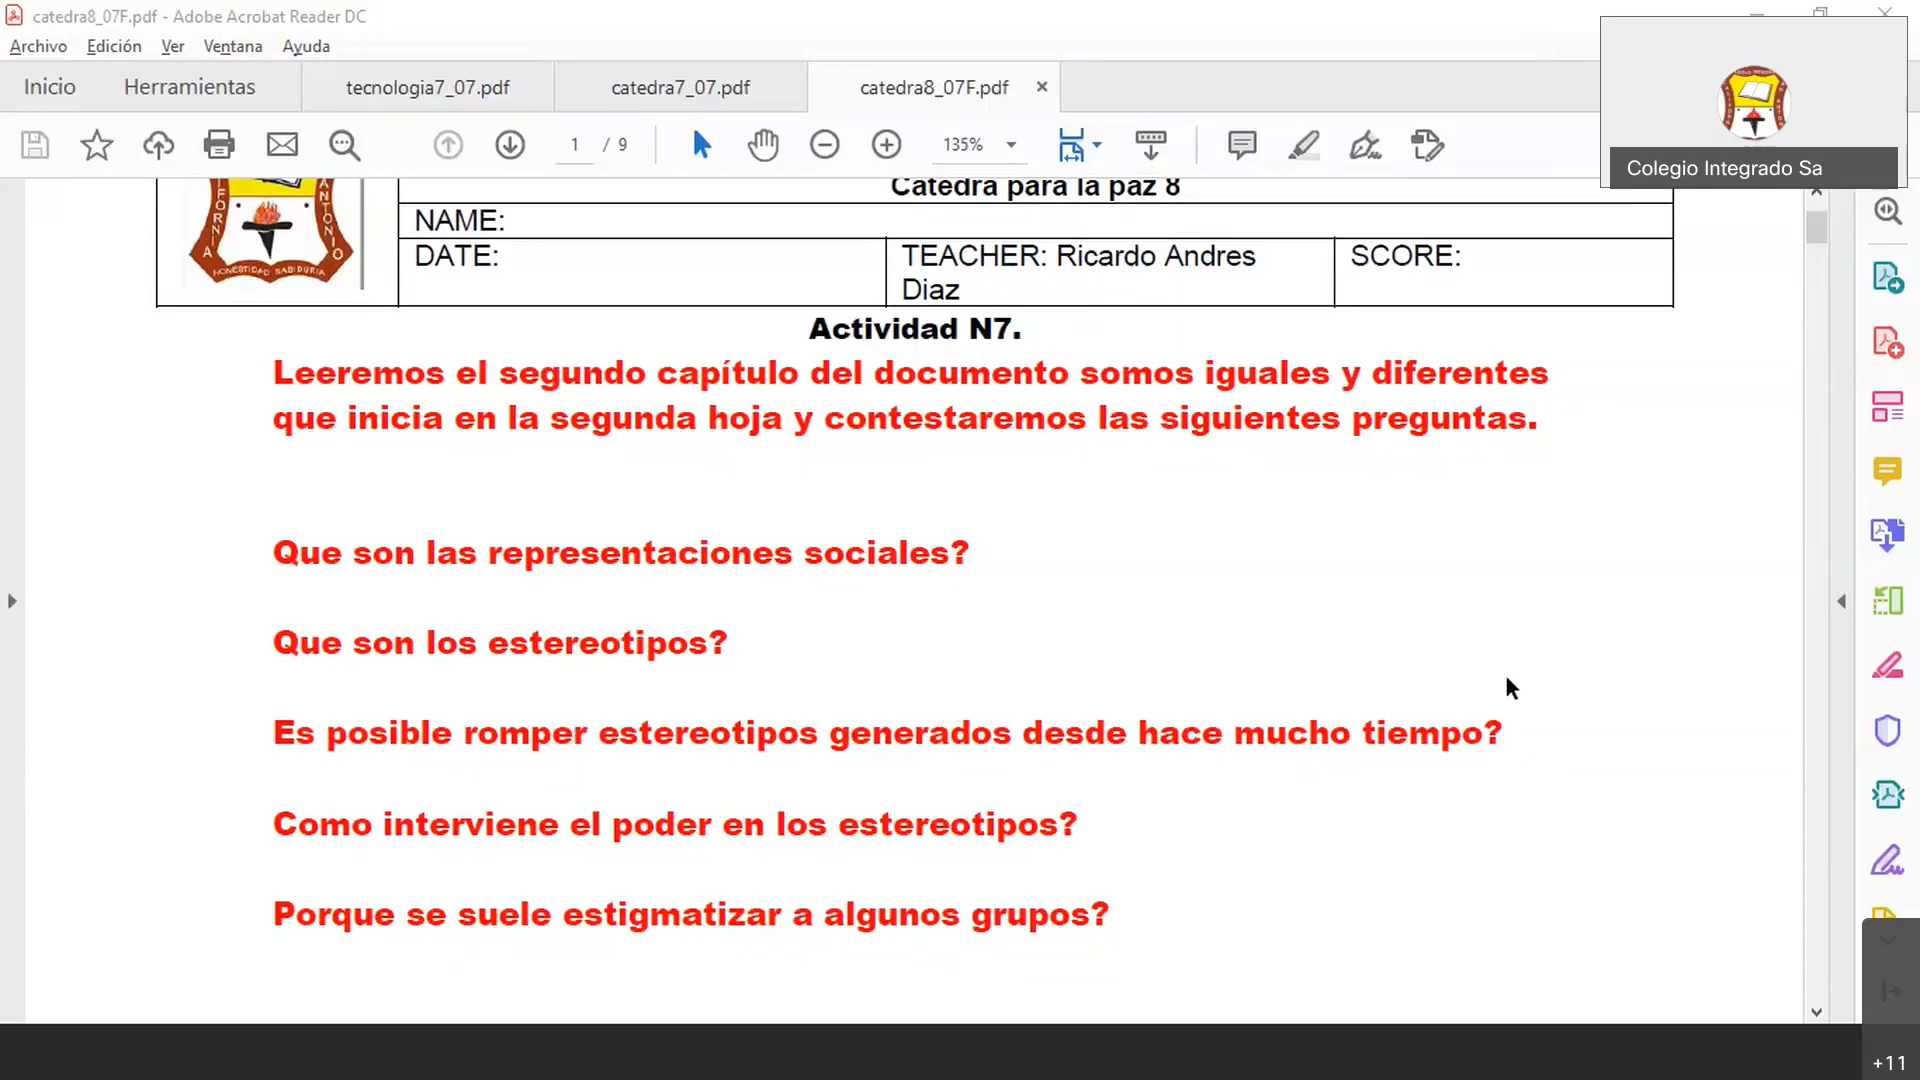 catedra8_07F.pdf - Adobe Acrobat Reader DC
Archivo Edición Ver Ventana Ayuda
Inicio Herramientas tecnologia7_07.pdf catedra7_07.pdf catedra8_07F.pdf
1 / 9 135%
Colegio Integrado Sa
Catedra para la paz 8
NAME:
DATE: TEACHER: Ricardo Andres Diaz SCORE:
IFORNIA
ANTONIO
HONESTIDAD SABIDURIA
Actividad N7.
Leeremos el segundo capítulo del documento somos iguales y diferentes
que inicia en la segunda hoja y contestaremos las siguientes preguntas.
Que son las representaciones sociales?
Que son los estereotipos?
Es posible romper estereotipos generados desde hace mucho tiempo?
Como interviene el poder en los estereotipos?
Porque se suele estigmatizar a algunos grupos?
+11